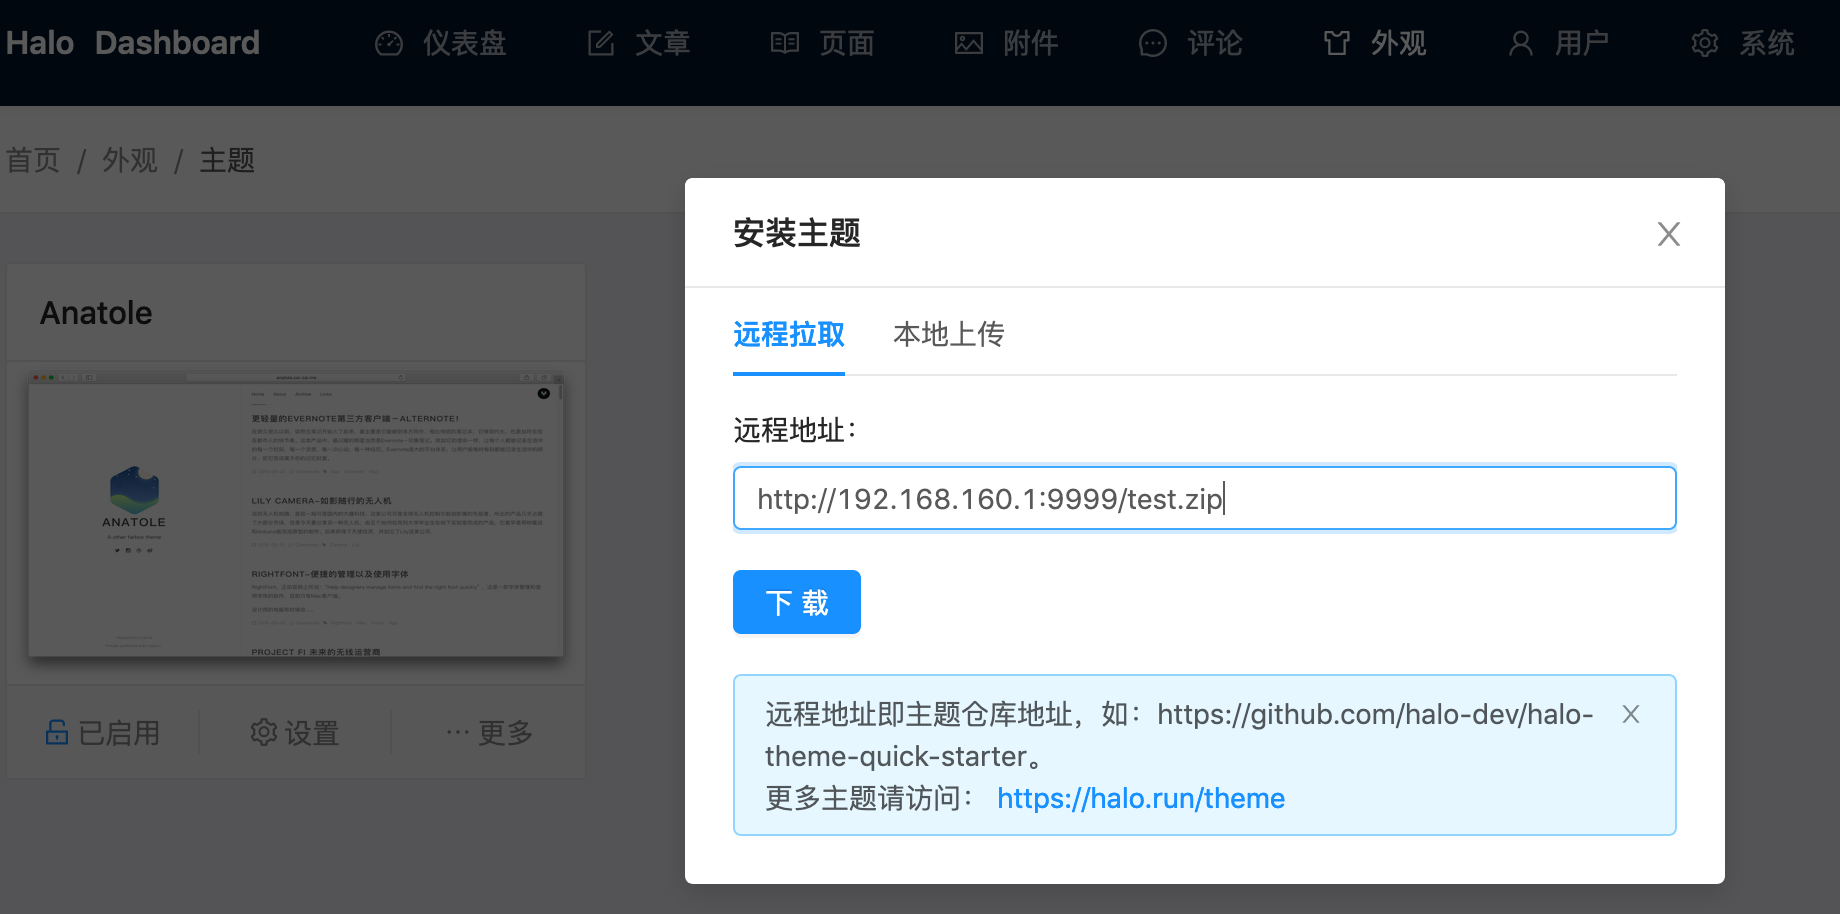 Halo Dashboard 仪表盘 文章 页面 附件 评论 外观 用户 系统
首页 / 外观 / 主题
Anatole
ANATOLE
A other hellow theme
更轻量的EVERNOTE第三方客户端－ALTERNOTE!
LILY CAMERA–如影随行的无人机
RIGHTFONT–便捷的管理以及使用字体
PROJECT FI 未来的无线运营商
已启用 设置 ··· 更多
安装主题
远程拉取 本地上传
远程地址：
http://192.168.160.1:9999/test.zip
下 载
远程地址即主题仓库地址，如：https://github.com/halo-dev/halo-
theme-quick-starter。
更多主题请访问： https://halo.run/theme